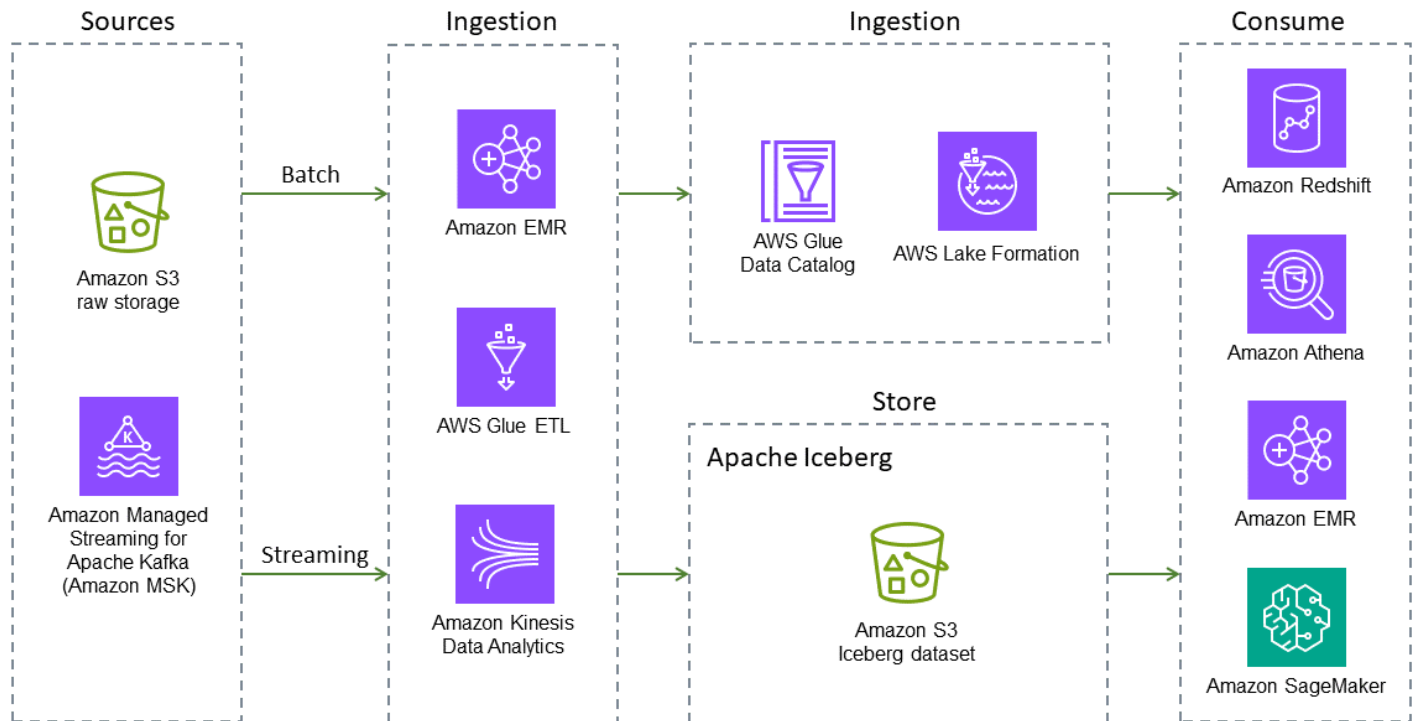 Sources
Amazon S3
raw storage
K
Amazon Managed
Streaming for
Apache Kafka
(Amazon MSK)
Batch
Streaming
Ingestion
Amazon EMR
AWS Glue ETL
Amazon Kinesis
Data Analytics
Ingestion
AWS Glue
Data Catalog
AWS Lake Formation
Store
Apache Iceberg
Amazon S3
Iceberg dataset
Consume
Amazon Redshift
Amazon Athena
Amazon EMR
Amazon SageMaker